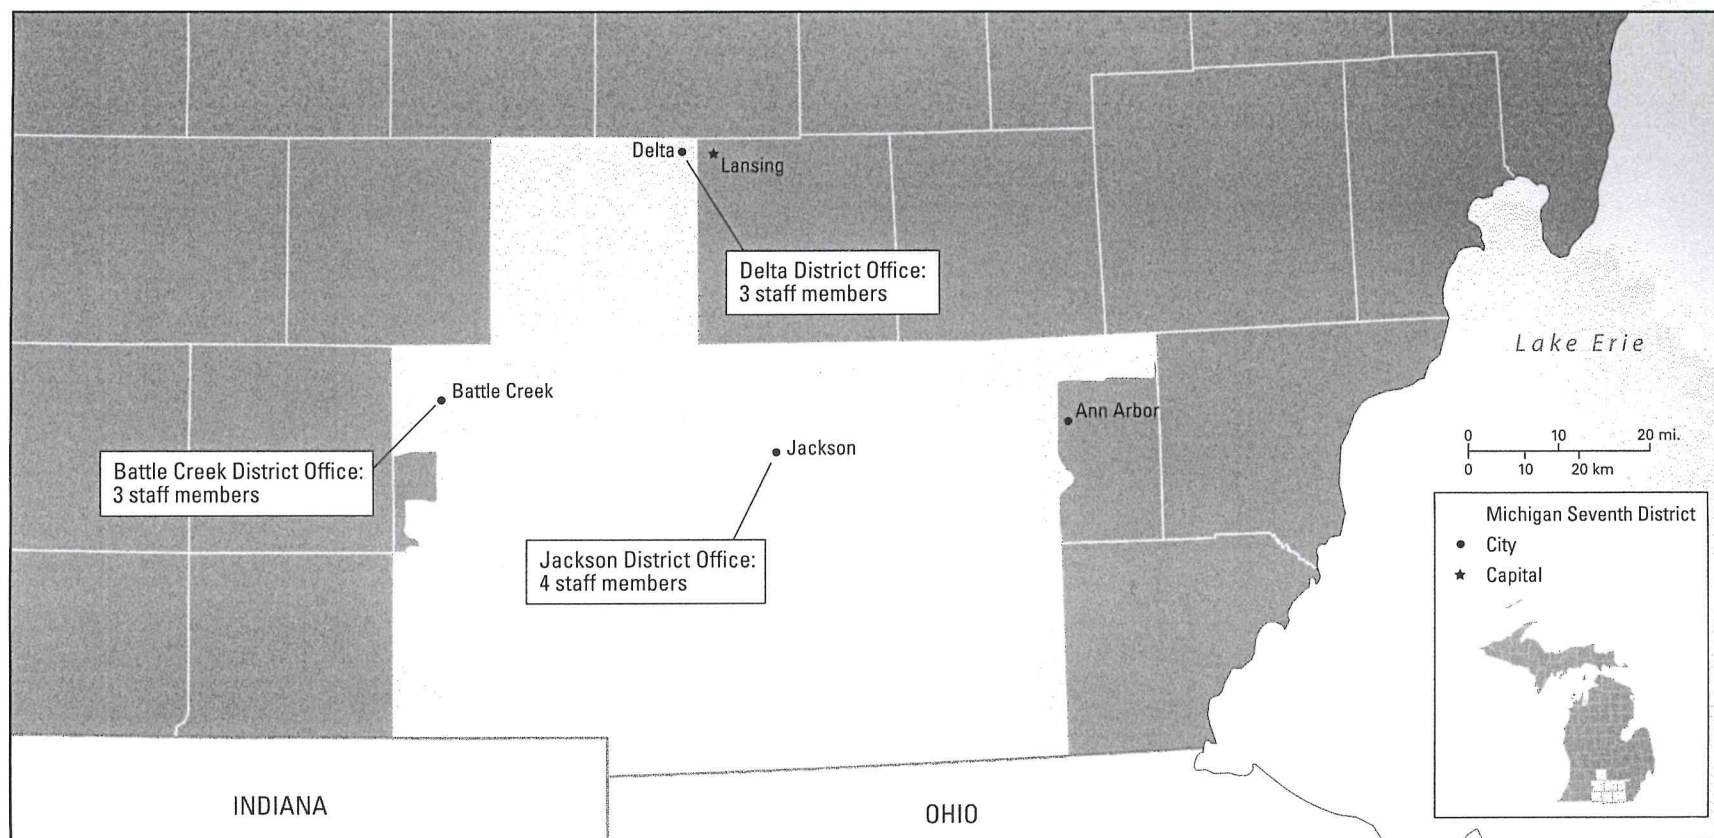 Delta
Lansing
Delta District Office:
3 staff members
Lake Erie
Battle Creek
Ann Arbor
Jackson
0 10 20 mi.
0 10 20 km
Battle Creek District Office:
3 staff members
Michigan Seventh District
City
Capital
Jackson District Office:
4 staff members
INDIANA
OHIO